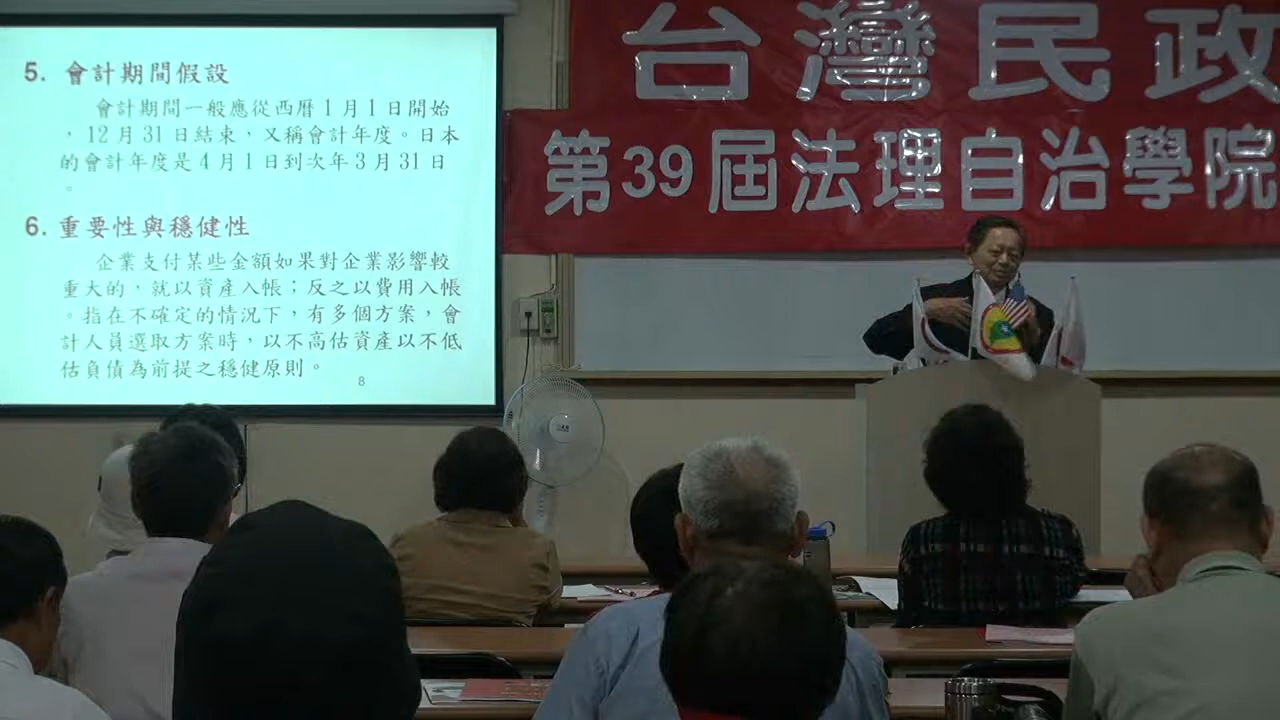 台灣民政
第39屆法理自治學院
5. 會計期間假設
會計期間一般應從西曆1月1日開始
，12月31日結束，又稱會計年度。日本
的會計年度是4月1日到次年3月31日
。
6. 重要性與穩健性
企業支付某些金額如果對企業影響較
重大的，就以資產入帳；反之以費用入帳
。指在不確定的情況下，有多個方案，會
計人員選取方案時，以不高估資產以不低
估負債為前提之穩健原則。
8